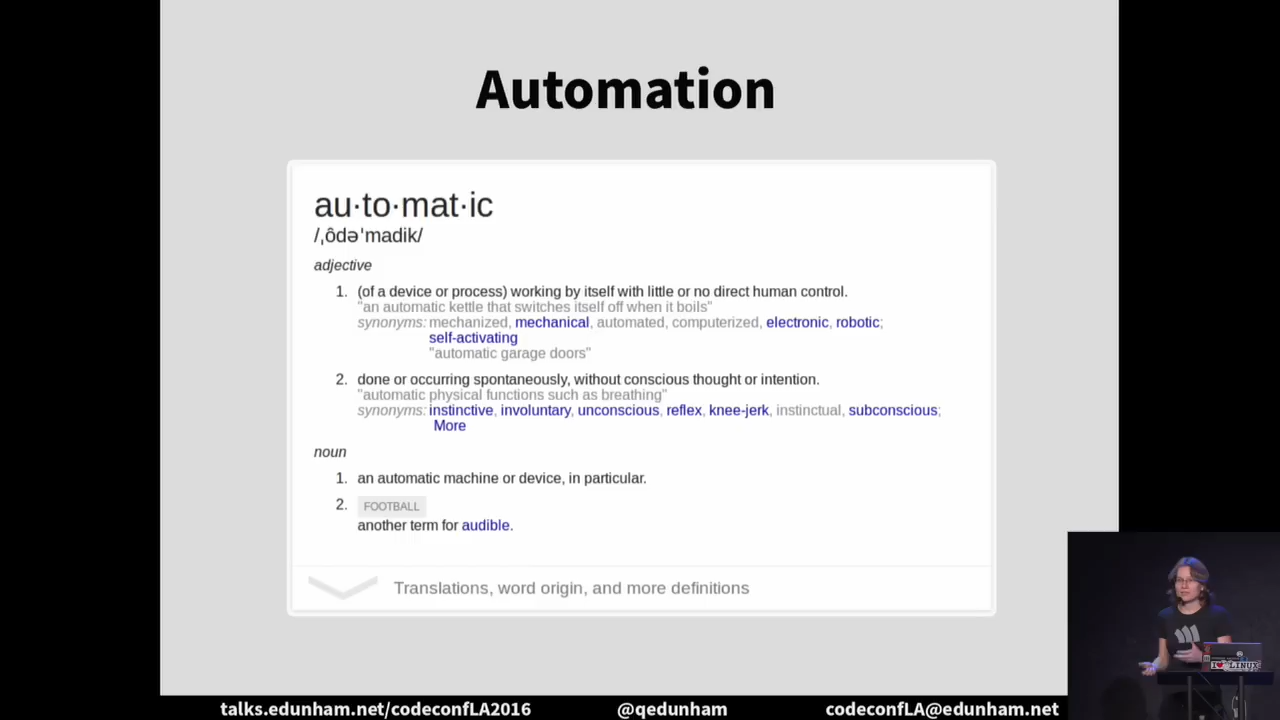 Automation
au·to·mat·ic
/ˌôdəˈmadik/
adjective
1. (of a device or process) working by itself with little or no direct human control.
"an automatic kettle that switches itself off when it boils"
synonyms: mechanized, mechanical, automated, computerized, electronic, robotic;
self-activating
"automatic garage doors"
2. done or occurring spontaneously, without conscious thought or intention.
"automatic physical functions such as breathing"
synonyms: instinctive, involuntary, unconscious, reflex, knee-jerk, instinctual, subconscious;
More
noun
1. an automatic machine or device, in particular.
2. FOOTBALL
another term for audible.
Translations, word origin, and more definitions
I LINUX
talks.edunham.net/codeconfLA2016 @qedunham codeconfLA@edunham.net